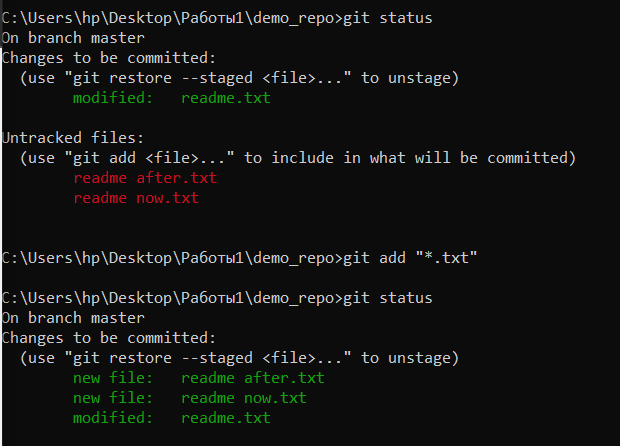 C:\Users\hp\Desktop\Работы1\demo_repo>git status
On branch master
Changes to be committed:
  (use "git restore --staged <file>..." to unstage)
        modified:   readme.txt

Untracked files:
  (use "git add <file>..." to include in what will be committed)
        readme after.txt
        readme now.txt


C:\Users\hp\Desktop\Работы1\demo_repo>git add "*.txt"

C:\Users\hp\Desktop\Работы1\demo_repo>git status
On branch master
Changes to be committed:
  (use "git restore --staged <file>..." to unstage)
        new file:   readme after.txt
        new file:   readme now.txt
        modified:   readme.txt